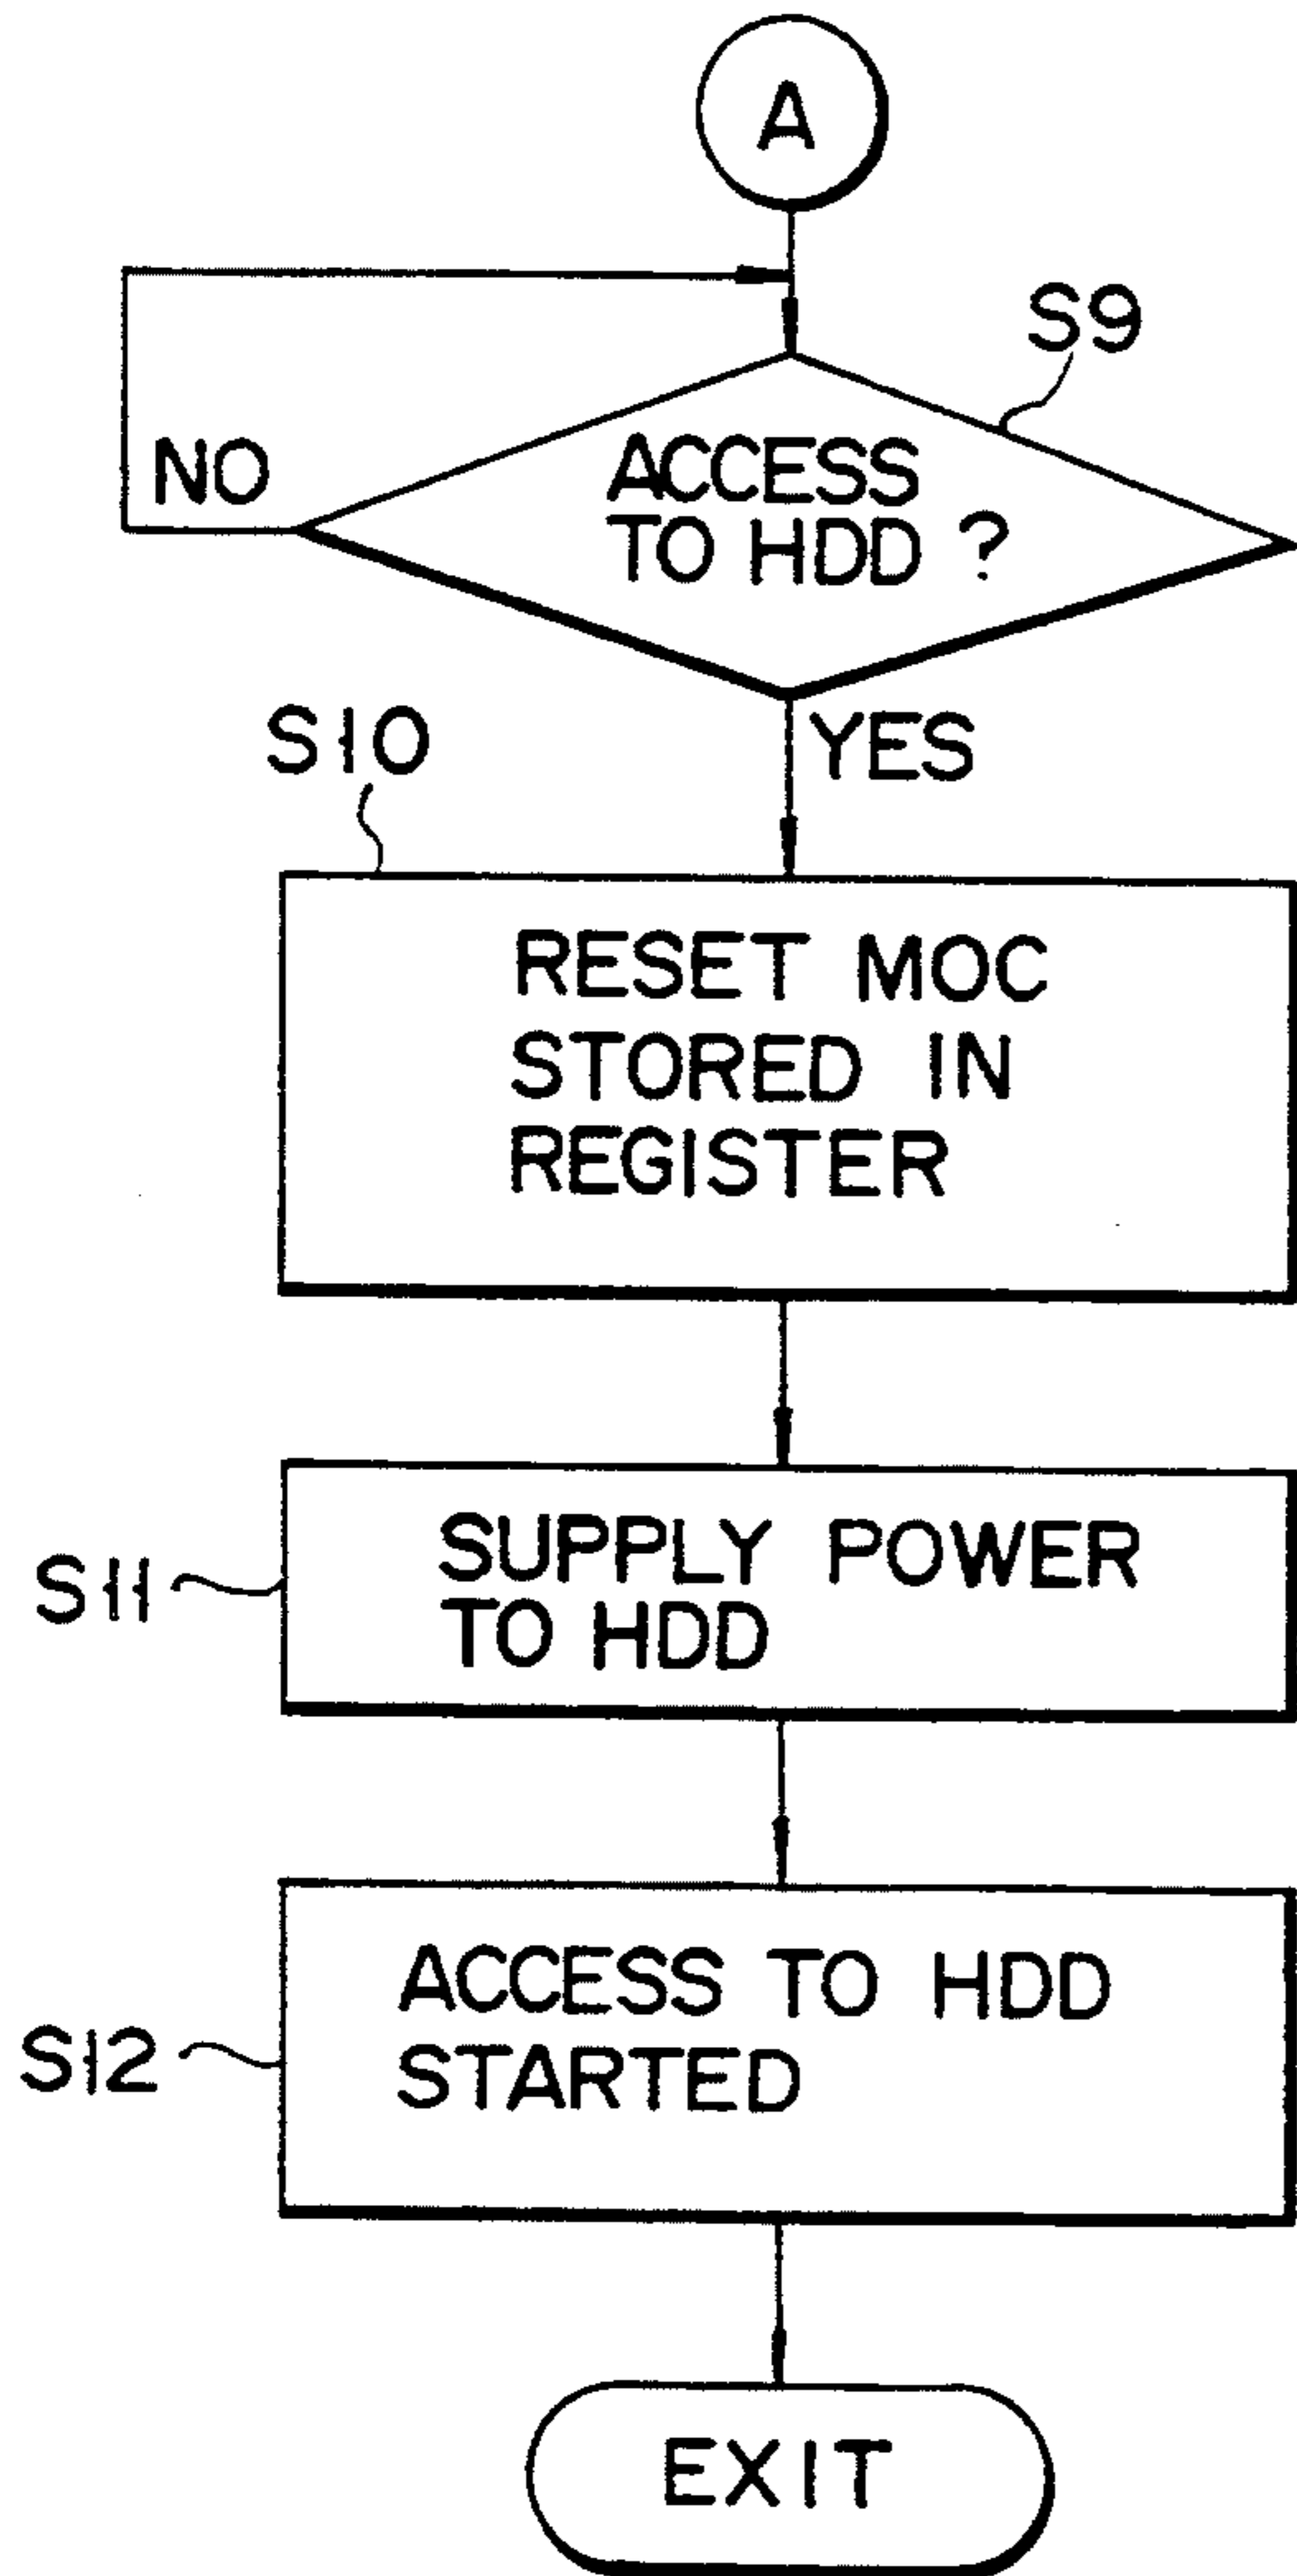 A
S9
NO
ACCESS
TO HDD ?
YES
S10
RESET MOC
STORED IN
REGISTER
S11
SUPPLY POWER
TO HDD
S12
ACCESS TO HDD
STARTED
EXIT